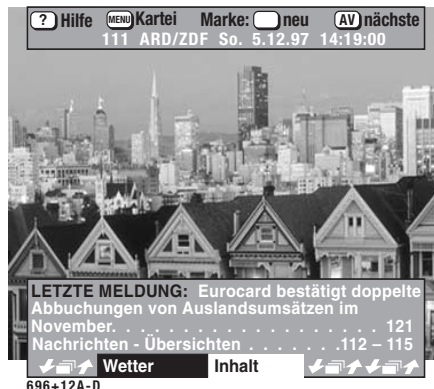 ? Hilfe MENU Kartei Marke: neu AV nächste
111 ARD/ZDF So. 5.12.97 14:19:00
LETZTE MELDUNG: Eurocard bestätigt doppelte
Abbuchungen von Auslandsumsätzen im
November. . . . . . . . . . . . . . . . . . . . . 121
Nachrichten - Übersichten . . . . . . .112 – 115
Wetter Inhalt
696+12A-D